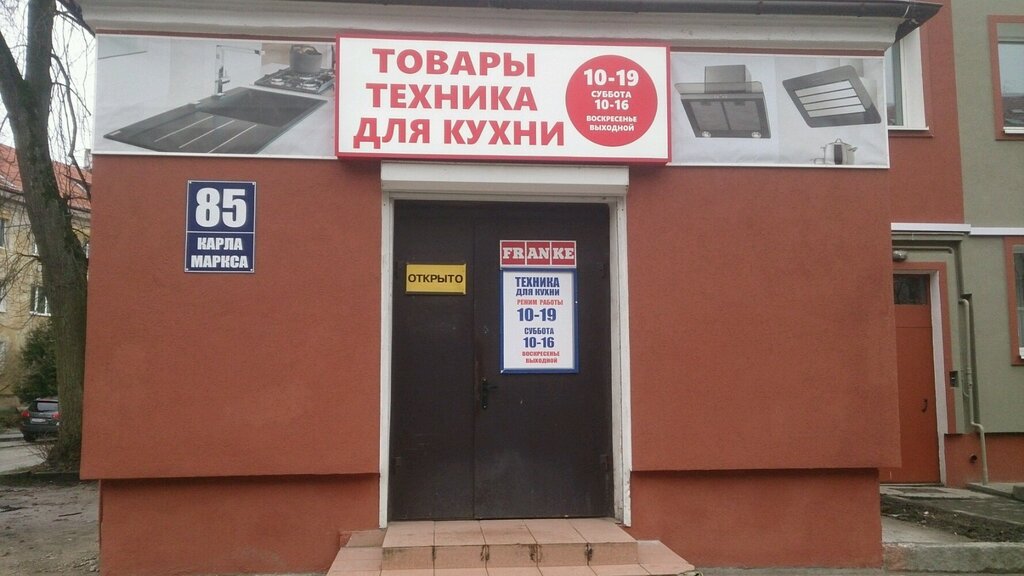 ТОВАРЫ
ТЕХНИКА
ДЛЯ КУХНИ
10-19
СУББОТА
10-16
ВОСКРЕСЕНЬЕ
ВЫХОДНОЙ
85
КАРЛА
МАРКСА
ОТКРЫТО
FRANKE
ТЕХНИКА
ДЛЯ КУХНИ
РЕЖИМ РАБОТЫ
10-19
СУББОТА
10-16
ВОСКРЕСЕНЬЕ
ВЫХОДНОЙ